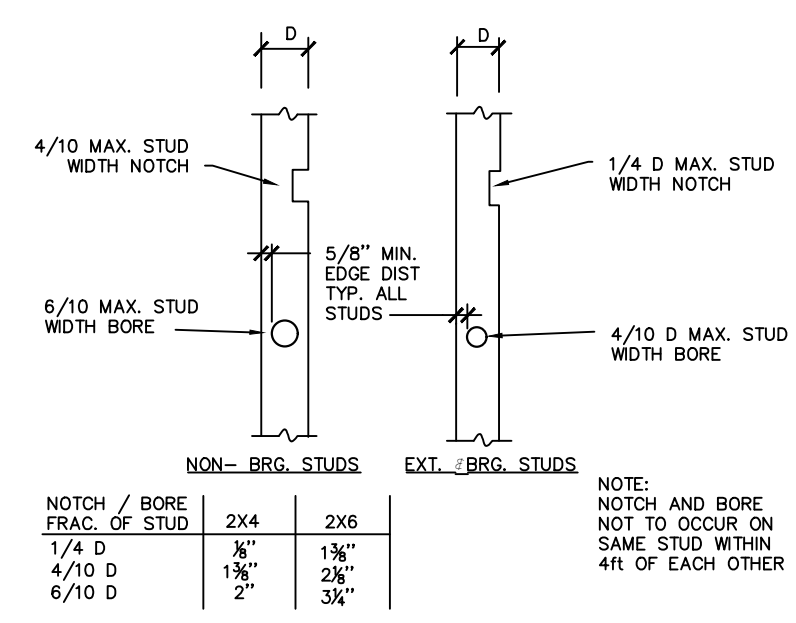 D
D
4/10 MAX. STUD
WIDTH NOTCH
1/4 D MAX. STUD
WIDTH NOTCH
5/8" MIN.
EDGE DIST
TYP. ALL
STUDS
6/10 MAX. STUD
WIDTH BORE
4/10 D MAX. STUD
WIDTH BORE
NON- BRG. STUDS
EXT. & BRG. STUDS
NOTCH / BORE
FRAC. OF STUD 2X4 2X6
1/4 D ⅛" 1⅜"
4/10 D 1⅜" 2⅛"
6/10 D 2" 3¼"
NOTE:
NOTCH AND BORE
NOT TO OCCUR ON
SAME STUD WITHIN
4ft OF EACH OTHER